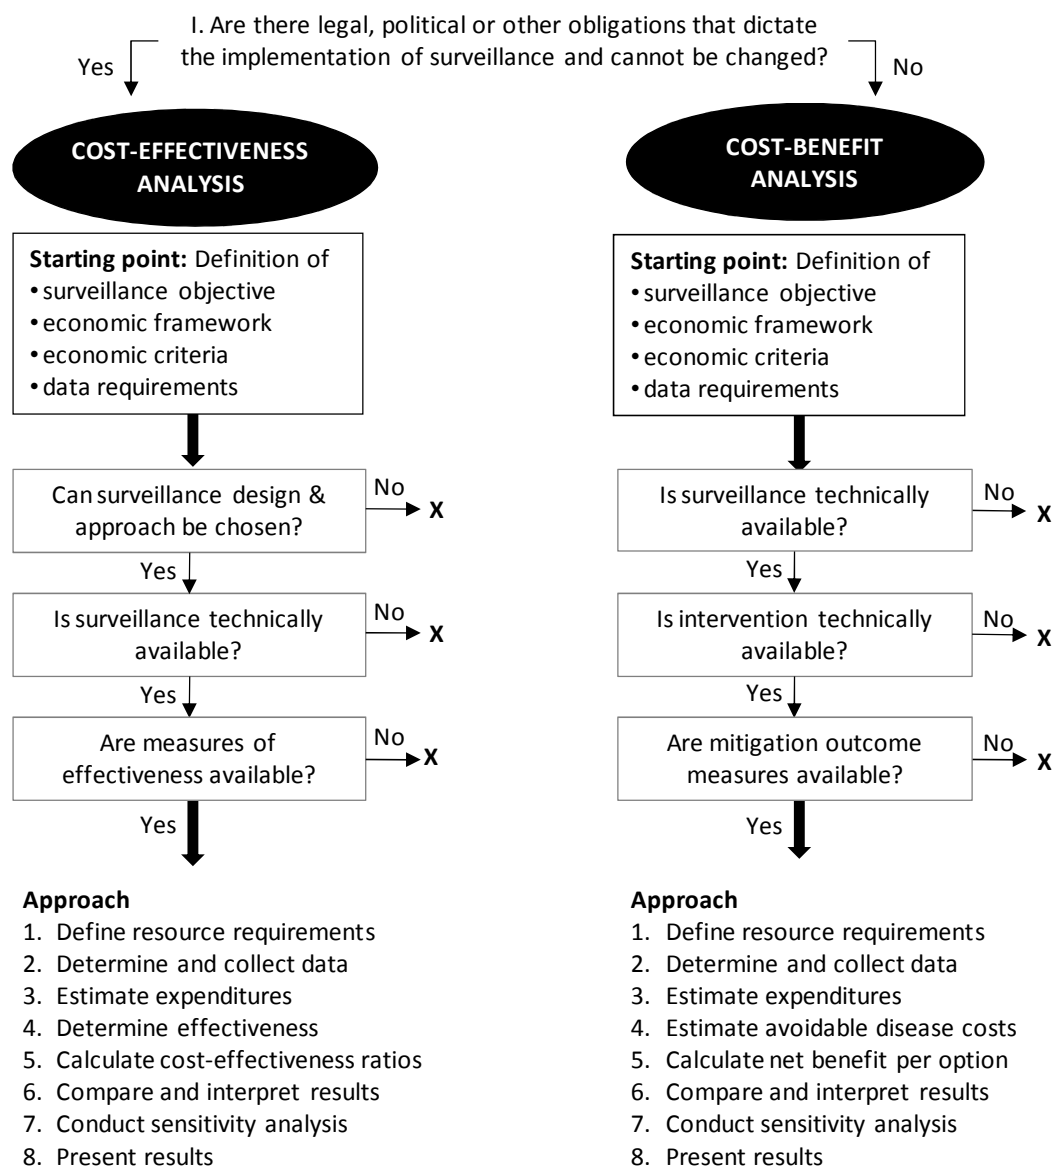 I. Are there legal, political or other obligations that dictate
the implementation of surveillance and cannot be changed?
Yes
No
COST-EFFECTIVENESS
ANALYSIS
Starting point: Definition of
• surveillance objective
• economic framework
• economic criteria
• data requirements
Can surveillance design &
approach be chosen?
No
X
Yes
Is surveillance technically
available?
No
X
Yes
Are measures of
effectiveness available?
No
X
Yes
Approach
1. Define resource requirements
2. Determine and collect data
3. Estimate expenditures
4. Determine effectiveness
5. Calculate cost-effectiveness ratios
6. Compare and interpret results
7. Conduct sensitivity analysis
8. Present results
COST-BENEFIT
ANALYSIS
Starting point: Definition of
• surveillance objective
• economic framework
• economic criteria
• data requirements
Is surveillance technically
available?
No
X
Yes
Is intervention technically
available?
No
X
Yes
Are mitigation outcome
measures available?
No
X
Yes
Approach
1. Define resource requirements
2. Determine and collect data
3. Estimate expenditures
4. Estimate avoidable disease costs
5. Calculate net benefit per option
6. Compare and interpret results
7. Conduct sensitivity analysis
8. Present results